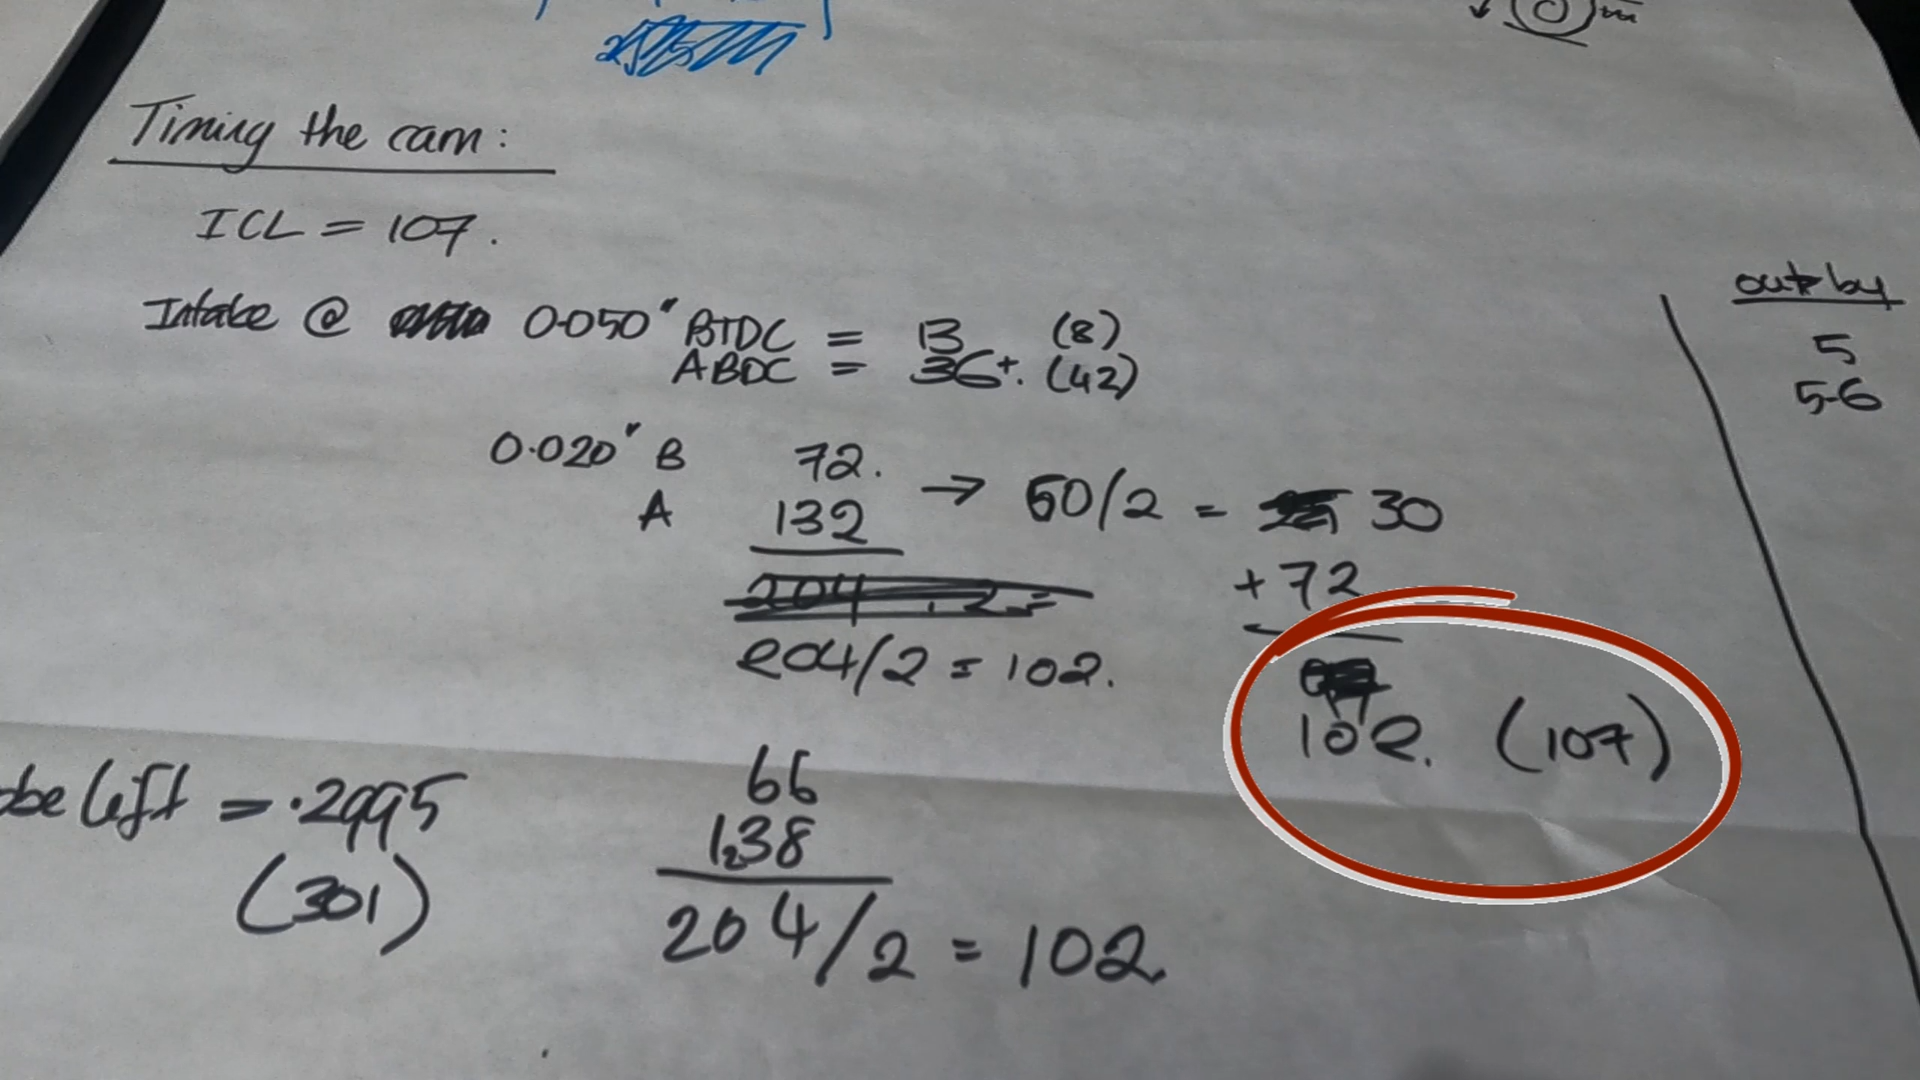 Timing the cam:
ICL = 107.
out by
Intake @ 0.050" BTDC = 13 (8)
5
ABDC = 36+. (42)
5-6
0.020" B 72.
A 132 → 60/2 = 30
+72
204/2 = 102.
102. (107)
left = .2995
(301)
66
138
204/2 = 102.